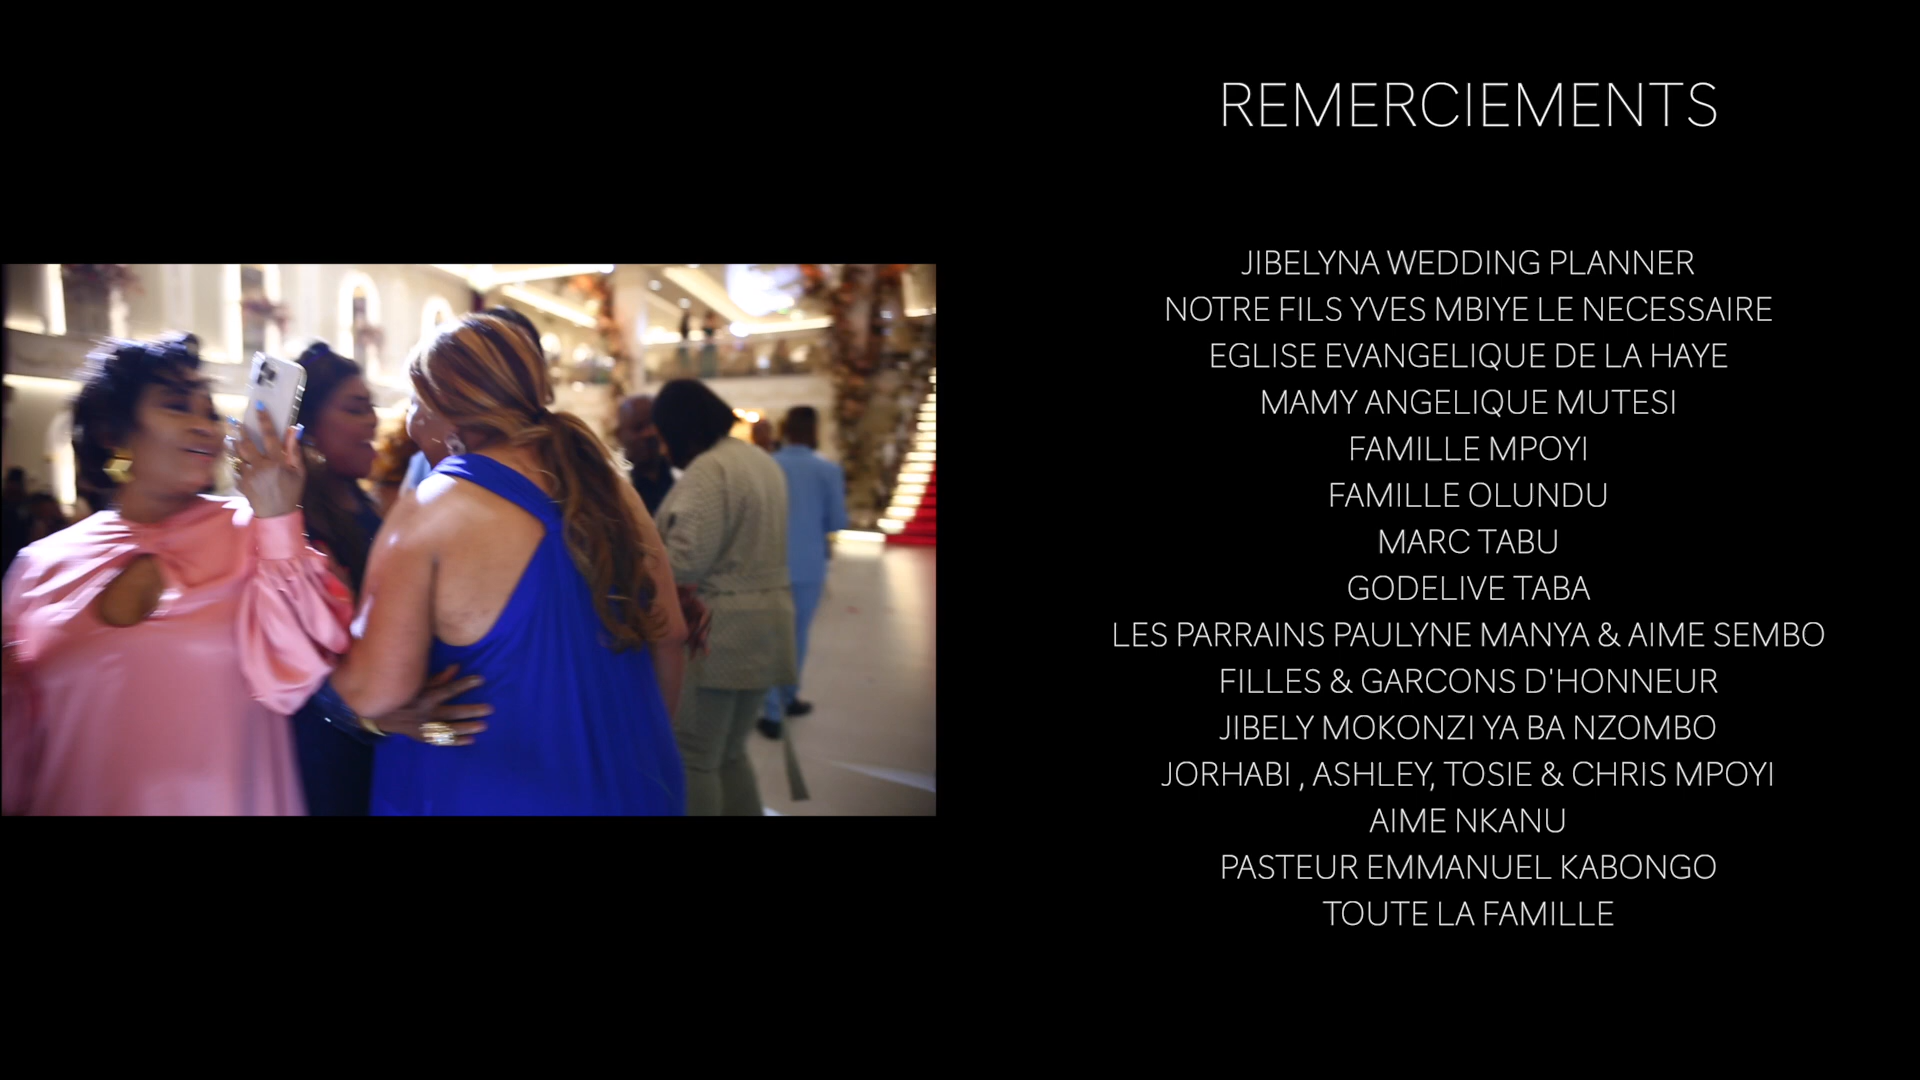 REMERCIEMENTS
JIBELYNA WEDDING PLANNER
NOTRE FILS YVES MBIYE LE NECESSAIRE
EGLISE EVANGELIQUE DE LA HAYE
MAMY ANGELIQUE MUTESI
FAMILLE MPOYI
FAMILLE OLUNDU
MARC TABU
GODELIVE TABA
LES PARRAINS PAULYNE MANYA & AIME SEMBO
FILLES & GARCONS D'HONNEUR
JIBELY MOKONZI YA BA NZOMBO
JORHABI , ASHLEY, TOSIE & CHRIS MPOYI
AIME NKANU
PASTEUR EMMANUEL KABONGO
TOUTE LA FAMILLE